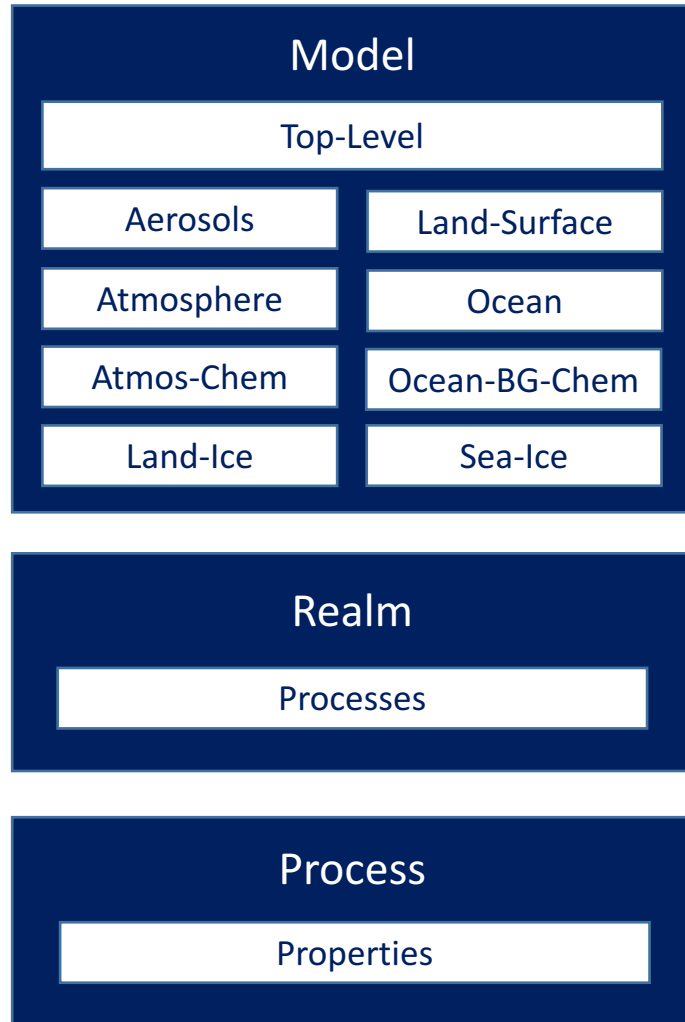 Model
Top-Level
Aerosols
Land-Surface
Atmosphere
Ocean
Atmos-Chem
Ocean-BG-Chem
Land-Ice
Sea-Ice
Realm
Processes
Process
Properties